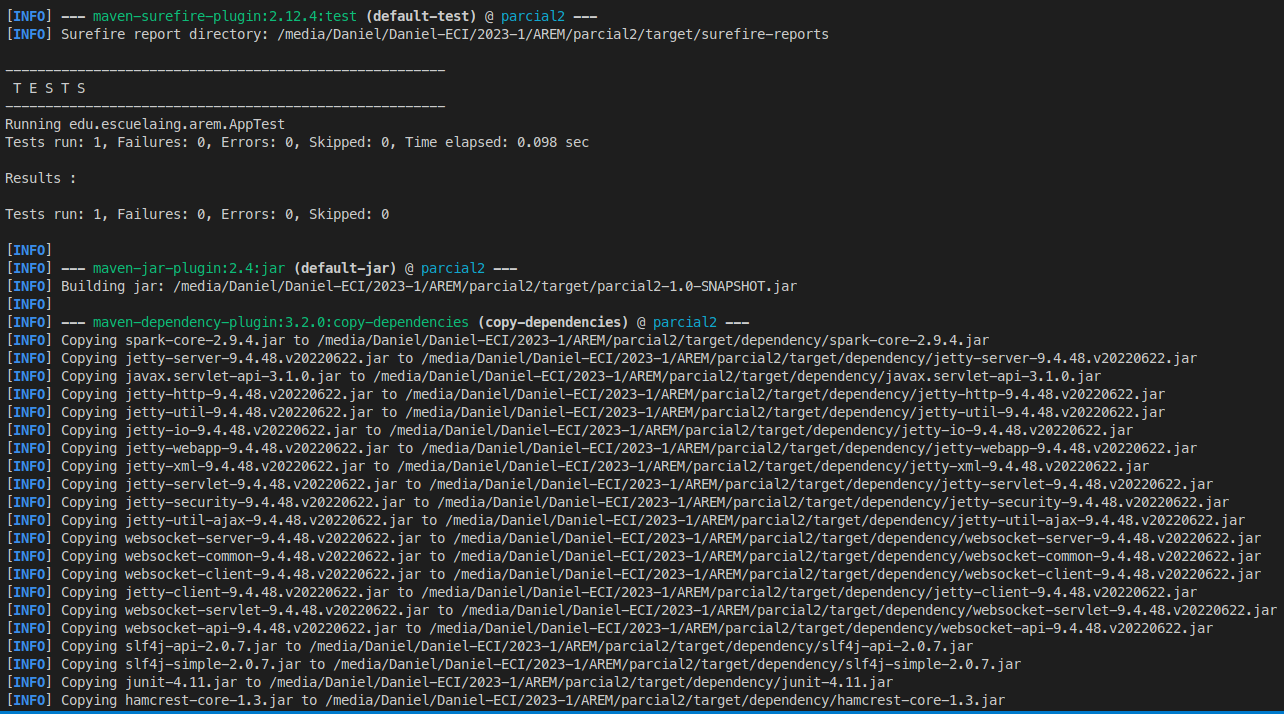 [INFO] --- maven-surefire-plugin:2.12.4:test (default-test) @ parcial2 ---
[INFO] Surefire report directory: /media/Daniel/Daniel-ECI/2023-1/AREM/parcial2/target/surefire-reports
-------------------------------------------------------
T E S T S
-------------------------------------------------------
Running edu.escuelaing.arem.AppTest
Tests run: 1, Failures: 0, Errors: 0, Skipped: 0, Time elapsed: 0.098 sec
Results :
Tests run: 1, Failures: 0, Errors: 0, Skipped: 0
[INFO]
[INFO] --- maven-jar-plugin:2.4:jar (default-jar) @ parcial2 ---
[INFO] Building jar: /media/Daniel/Daniel-ECI/2023-1/AREM/parcial2/target/parcial2-1.0-SNAPSHOT.jar
[INFO]
[INFO] --- maven-dependency-plugin:3.2.0:copy-dependencies (copy-dependencies) @ parcial2 ---
[INFO] Copying spark-core-2.9.4.jar to /media/Daniel/Daniel-ECI/2023-1/AREM/parcial2/target/dependency/spark-core-2.9.4.jar
[INFO] Copying jetty-server-9.4.48.v20220622.jar to /media/Daniel/Daniel-ECI/2023-1/AREM/parcial2/target/dependency/jetty-server-9.4.48.v20220622.jar
[INFO] Copying javax.servlet-api-3.1.0.jar to /media/Daniel/Daniel-ECI/2023-1/AREM/parcial2/target/dependency/javax.servlet-api-3.1.0.jar
[INFO] Copying jetty-http-9.4.48.v20220622.jar to /media/Daniel/Daniel-ECI/2023-1/AREM/parcial2/target/dependency/jetty-http-9.4.48.v20220622.jar
[INFO] Copying jetty-util-9.4.48.v20220622.jar to /media/Daniel/Daniel-ECI/2023-1/AREM/parcial2/target/dependency/jetty-util-9.4.48.v20220622.jar
[INFO] Copying jetty-io-9.4.48.v20220622.jar to /media/Daniel/Daniel-ECI/2023-1/AREM/parcial2/target/dependency/jetty-io-9.4.48.v20220622.jar
[INFO] Copying jetty-webapp-9.4.48.v20220622.jar to /media/Daniel/Daniel-ECI/2023-1/AREM/parcial2/target/dependency/jetty-webapp-9.4.48.v20220622.jar
[INFO] Copying jetty-xml-9.4.48.v20220622.jar to /media/Daniel/Daniel-ECI/2023-1/AREM/parcial2/target/dependency/jetty-xml-9.4.48.v20220622.jar
[INFO] Copying jetty-servlet-9.4.48.v20220622.jar to /media/Daniel/Daniel-ECI/2023-1/AREM/parcial2/target/dependency/jetty-servlet-9.4.48.v20220622.jar
[INFO] Copying jetty-security-9.4.48.v20220622.jar to /media/Daniel/Daniel-ECI/2023-1/AREM/parcial2/target/dependency/jetty-security-9.4.48.v20220622.jar
[INFO] Copying jetty-util-ajax-9.4.48.v20220622.jar to /media/Daniel/Daniel-ECI/2023-1/AREM/parcial2/target/dependency/jetty-util-ajax-9.4.48.v20220622.jar
[INFO] Copying websocket-server-9.4.48.v20220622.jar to /media/Daniel/Daniel-ECI/2023-1/AREM/parcial2/target/dependency/websocket-server-9.4.48.v20220622.jar
[INFO] Copying websocket-common-9.4.48.v20220622.jar to /media/Daniel/Daniel-ECI/2023-1/AREM/parcial2/target/dependency/websocket-common-9.4.48.v20220622.jar
[INFO] Copying websocket-client-9.4.48.v20220622.jar to /media/Daniel/Daniel-ECI/2023-1/AREM/parcial2/target/dependency/websocket-client-9.4.48.v20220622.jar
[INFO] Copying jetty-client-9.4.48.v20220622.jar to /media/Daniel/Daniel-ECI/2023-1/AREM/parcial2/target/dependency/jetty-client-9.4.48.v20220622.jar
[INFO] Copying websocket-servlet-9.4.48.v20220622.jar to /media/Daniel/Daniel-ECI/2023-1/AREM/parcial2/target/dependency/websocket-servlet-9.4.48.v20220622.jar
[INFO] Copying websocket-api-9.4.48.v20220622.jar to /media/Daniel/Daniel-ECI/2023-1/AREM/parcial2/target/dependency/websocket-api-9.4.48.v20220622.jar
[INFO] Copying slf4j-api-2.0.7.jar to /media/Daniel/Daniel-ECI/2023-1/AREM/parcial2/target/dependency/slf4j-api-2.0.7.jar
[INFO] Copying slf4j-simple-2.0.7.jar to /media/Daniel/Daniel-ECI/2023-1/AREM/parcial2/target/dependency/slf4j-simple-2.0.7.jar
[INFO] Copying junit-4.11.jar to /media/Daniel/Daniel-ECI/2023-1/AREM/parcial2/target/dependency/junit-4.11.jar
[INFO] Copying hamcrest-core-1.3.jar to /media/Daniel/Daniel-ECI/2023-1/AREM/parcial2/target/dependency/hamcrest-core-1.3.jar